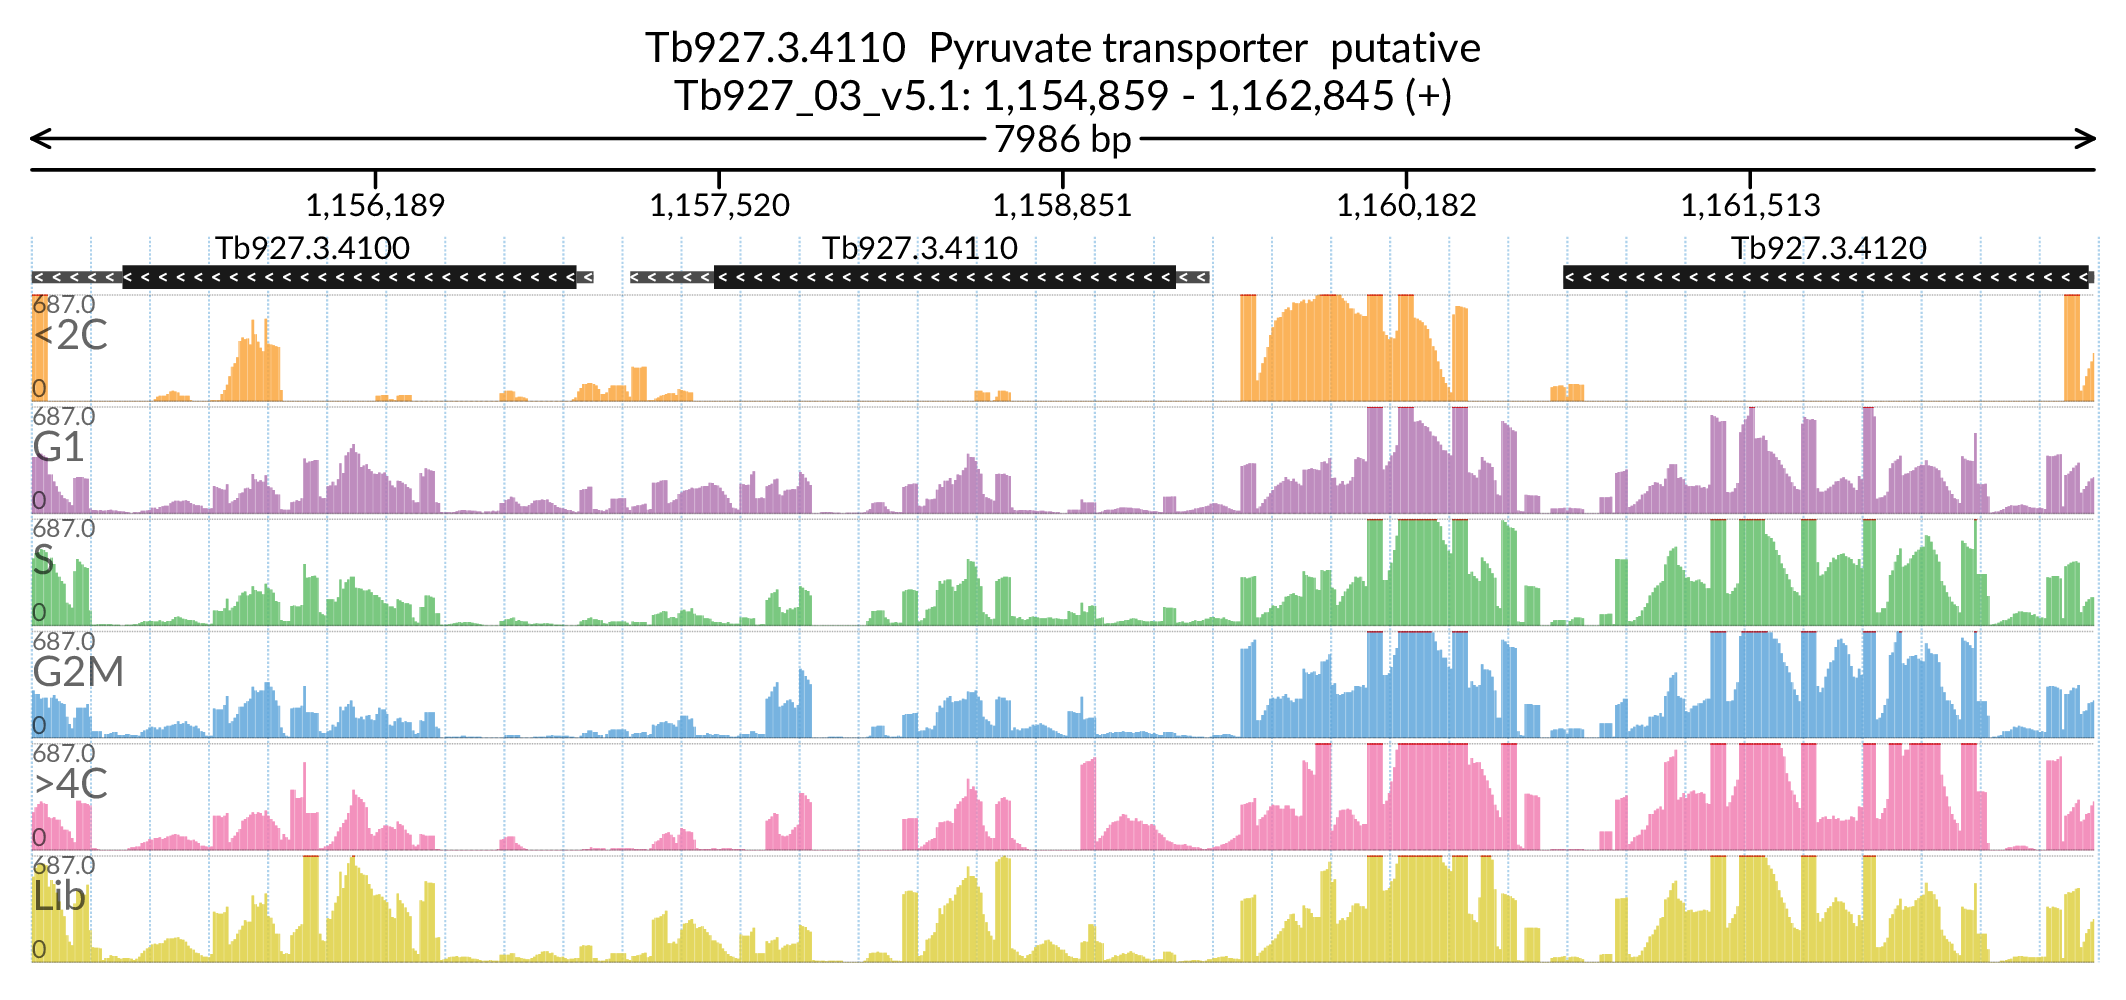 Tb927.3.4110  Pyruvate transporter  putative
Tb927_03_v5.1: 1,154,859 - 1,162,845 (+)
7986 bp
1,156,189 1,157,520 1,158,851 1,160,182 1,161,513
Tb927.3.4100 Tb927.3.4110 Tb927.3.4120
687.0
<2C
0
687.0
G1
0
687.0
S
0
687.0
G2M
0
687.0
>4C
0
687.0
Lib
0